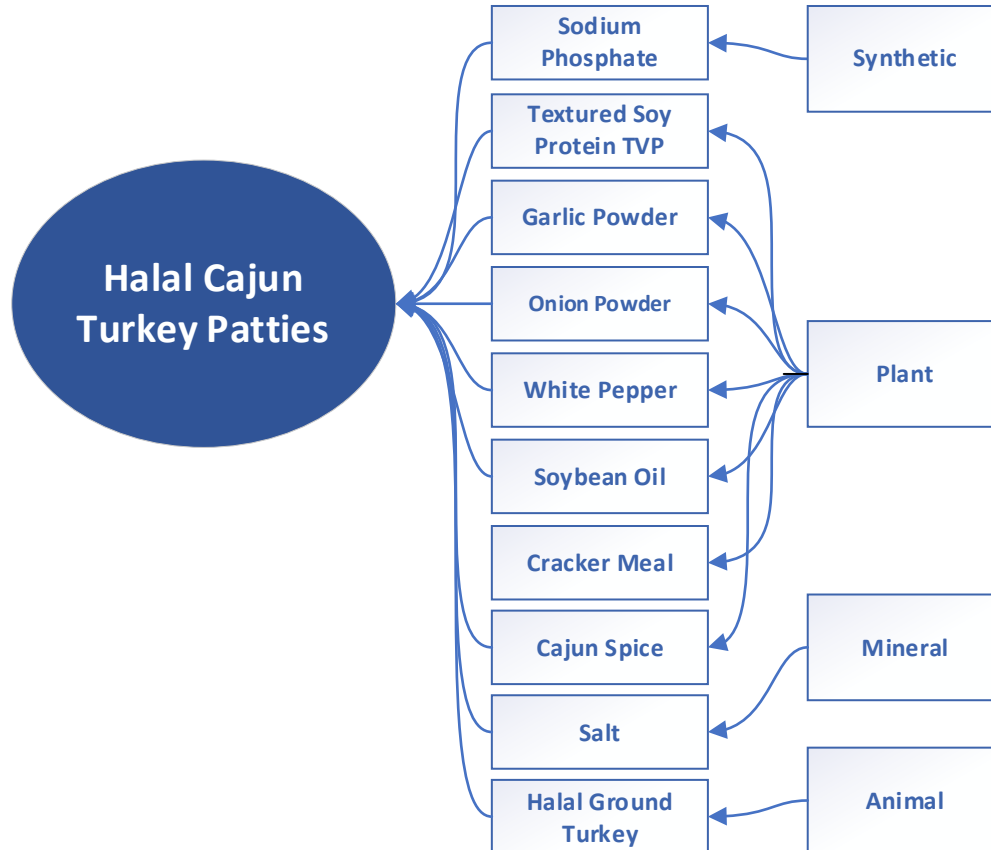 Sodium
Phosphate
Synthetic
Textured Soy
Protein TVP
Garlic Powder
Halal Cajun
Turkey Patties
Onion Powder
White Pepper
Plant
Soybean Oil
Cracker Meal
Cajun Spice
Mineral
Salt
Halal Ground
Turkey
Animal